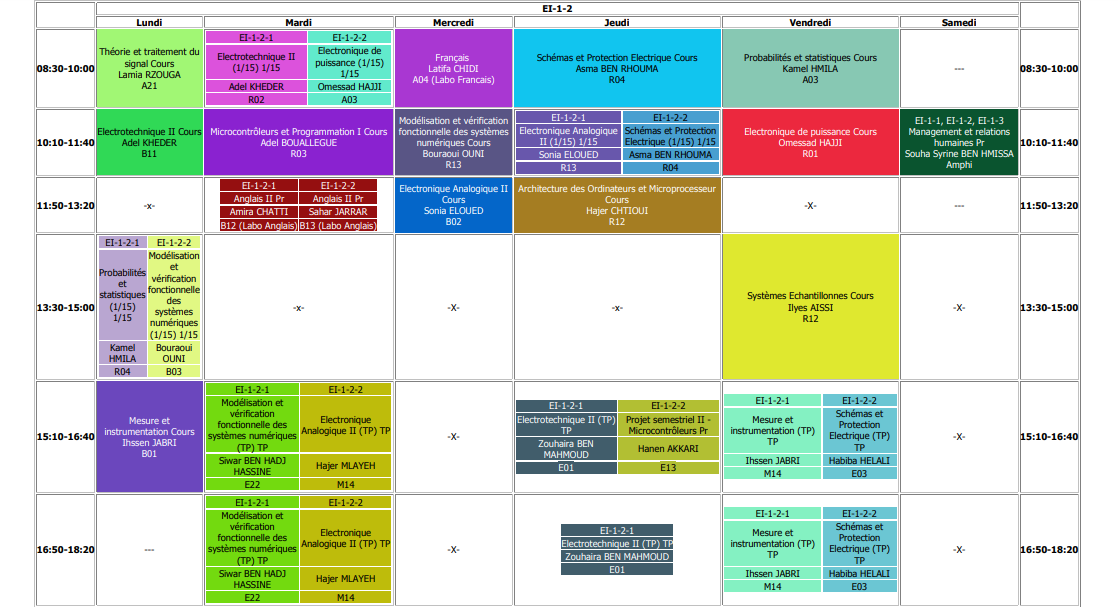 EI-1-2
Lundi Mardi Mercredi Jeudi Vendredi Samedi
08:30-10:00
Théorie et traitement du
signal Cours
Lamia RZOUGA
A21
EI-1-2-1
Electrotechnique II
(1/15) 1/15
Adel KHEDER
R02
EI-1-2-2
Electronique de
puissance (1/15)
1/15
Omessad HAJJI
A03
Français
Latifa CHIDI
A04 (Labo Francais)
Schémas et Protection Electrique Cours
Asma BEN RHOUMA
R04
Probabilités et statistiques Cours
Kamel HMILA
A03
---
08:30-10:00
10:10-11:40
Electrotechnique II Cours
Adel KHEDER
B11
Microcontrôleurs et Programation I Cours
Adel BOUALLEGUE
R03
Modélisation et vérification
fonctionnelle des systèmes
numériques Cours
Bouraoui OUNI
R13
EI-1-2-1
Electronique Analogique
II (1/15) 1/15
Sonia ELOUED
R13
EI-1-2-2
Schémas et Protection
Electrique (1/15) 1/15
Asma BEN RHOUMA
R04
Electronique de puissance Cours
Omessad HAJJI
R01
EI-1-1, EI-1-2, EI-1-3
Management et relations
humaines Pr
Souha Syrine BEN HMISSA
Amphi
10:10-11:40
11:50-13:20
-x-
EI-1-2-1
Anglais II Pr
Amira CHATTI
B12 (Labo Anglais)
EI-1-2-2
Anglais II Pr
Sahar JARRAR
B13 (Labo Anglais)
Electronique Analogique II
Cours
Sonia ELOUED
B02
Architecture des Ordinateurs et Microprocesseur
Cours
Hajer CHTIOUI
R12
-X-
---
11:50-13:20
13:30-15:00
EI-1-2-1
Probabilités
et
statistiques
(1/15)
1/15
Kamel
HMILA
R04
EI-1-2-2
Modélisation
et
vérification
fonctionnelle
des
systèmes
numériques
(1/15) 1/15
Bouraoui
OUNI
B03
-x-
-X-
-x-
Systèmes Echantillonnes Cours
Ilyes AISSI
R12
-X-
13:30-15:00
15:10-16:40
Mesure et
instrumentation Cours
Ihssen JABRI
B01
EI-1-2-1
Modélisation et
vérification
fonctionnelle des
systèmes numériques
(TP) TP
Siwar BEN HADJ
HASSINE
E22
EI-1-2-2
Electronique
Analogique II (TP) TP
Hajer MLAYEH
M14
-X-
EI-1-2-1
Electrotechnique II (TP)
TP
Zouhaira BEN
MAHMOUD
E01
EI-1-2-2
Projet semestriel II -
Microcontrôleurs Pr
Hanen AKKARI
E13
EI-1-2-1
Mesure et
instrumentation (TP)
TP
Ihssen JABRI
M14
EI-1-2-2
Schémas et
Protection
Electrique (TP)
TP
Habiba HELALI
E03
-X-
15:10-16:40
16:50-18:20
---
EI-1-2-1
Modélisation et
vérification
fonctionnelle des
systèmes numériques
(TP) TP
Siwar BEN HADJ
HASSINE
E22
EI-1-2-2
Electronique
Analogique II (TP) TP
Hajer MLAYEH
M14
-X-
EI-1-2-1
Electrotechnique II (TP) TP
Zouhaira BEN MAHMOUD
E01
EI-1-2-1
Mesure et
instrumentation (TP)
TP
Ihssen JABRI
M14
EI-1-2-2
Schémas et
Protection
Electrique (TP)
TP
Habiba HELALI
E03
-X-
16:50-18:20